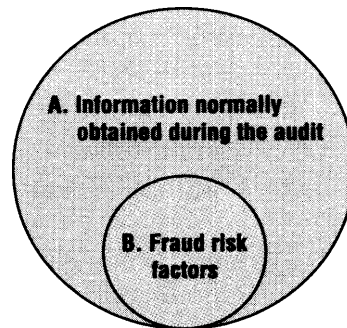 A. Information normally
obtained during the audit
B. Fraud risk
factors